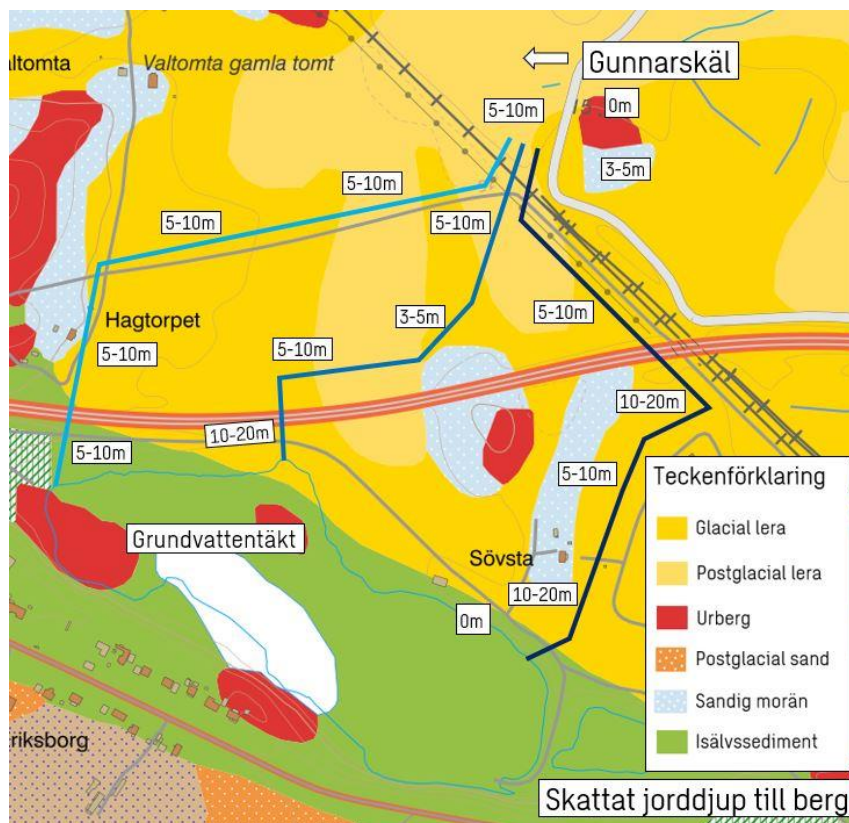 altomta
Valtomta gamla tomt
Gunnarskäl
5-10m
0m
3-5m
5-10m
5-10m
5-10m
Hagtorpet
3-5m
5-10m
5-10m
5-10m
10-20m
10-20m
5-10m
5-10m
Grundvattentäkt
Sövsta
10-20m
0m
Teckenförklaring
Glacial lera
Postglacial lera
Urberg
Postglacial sand
Sandig morän
Isälvssediment
riksborg
Skattat jorddjup till berg